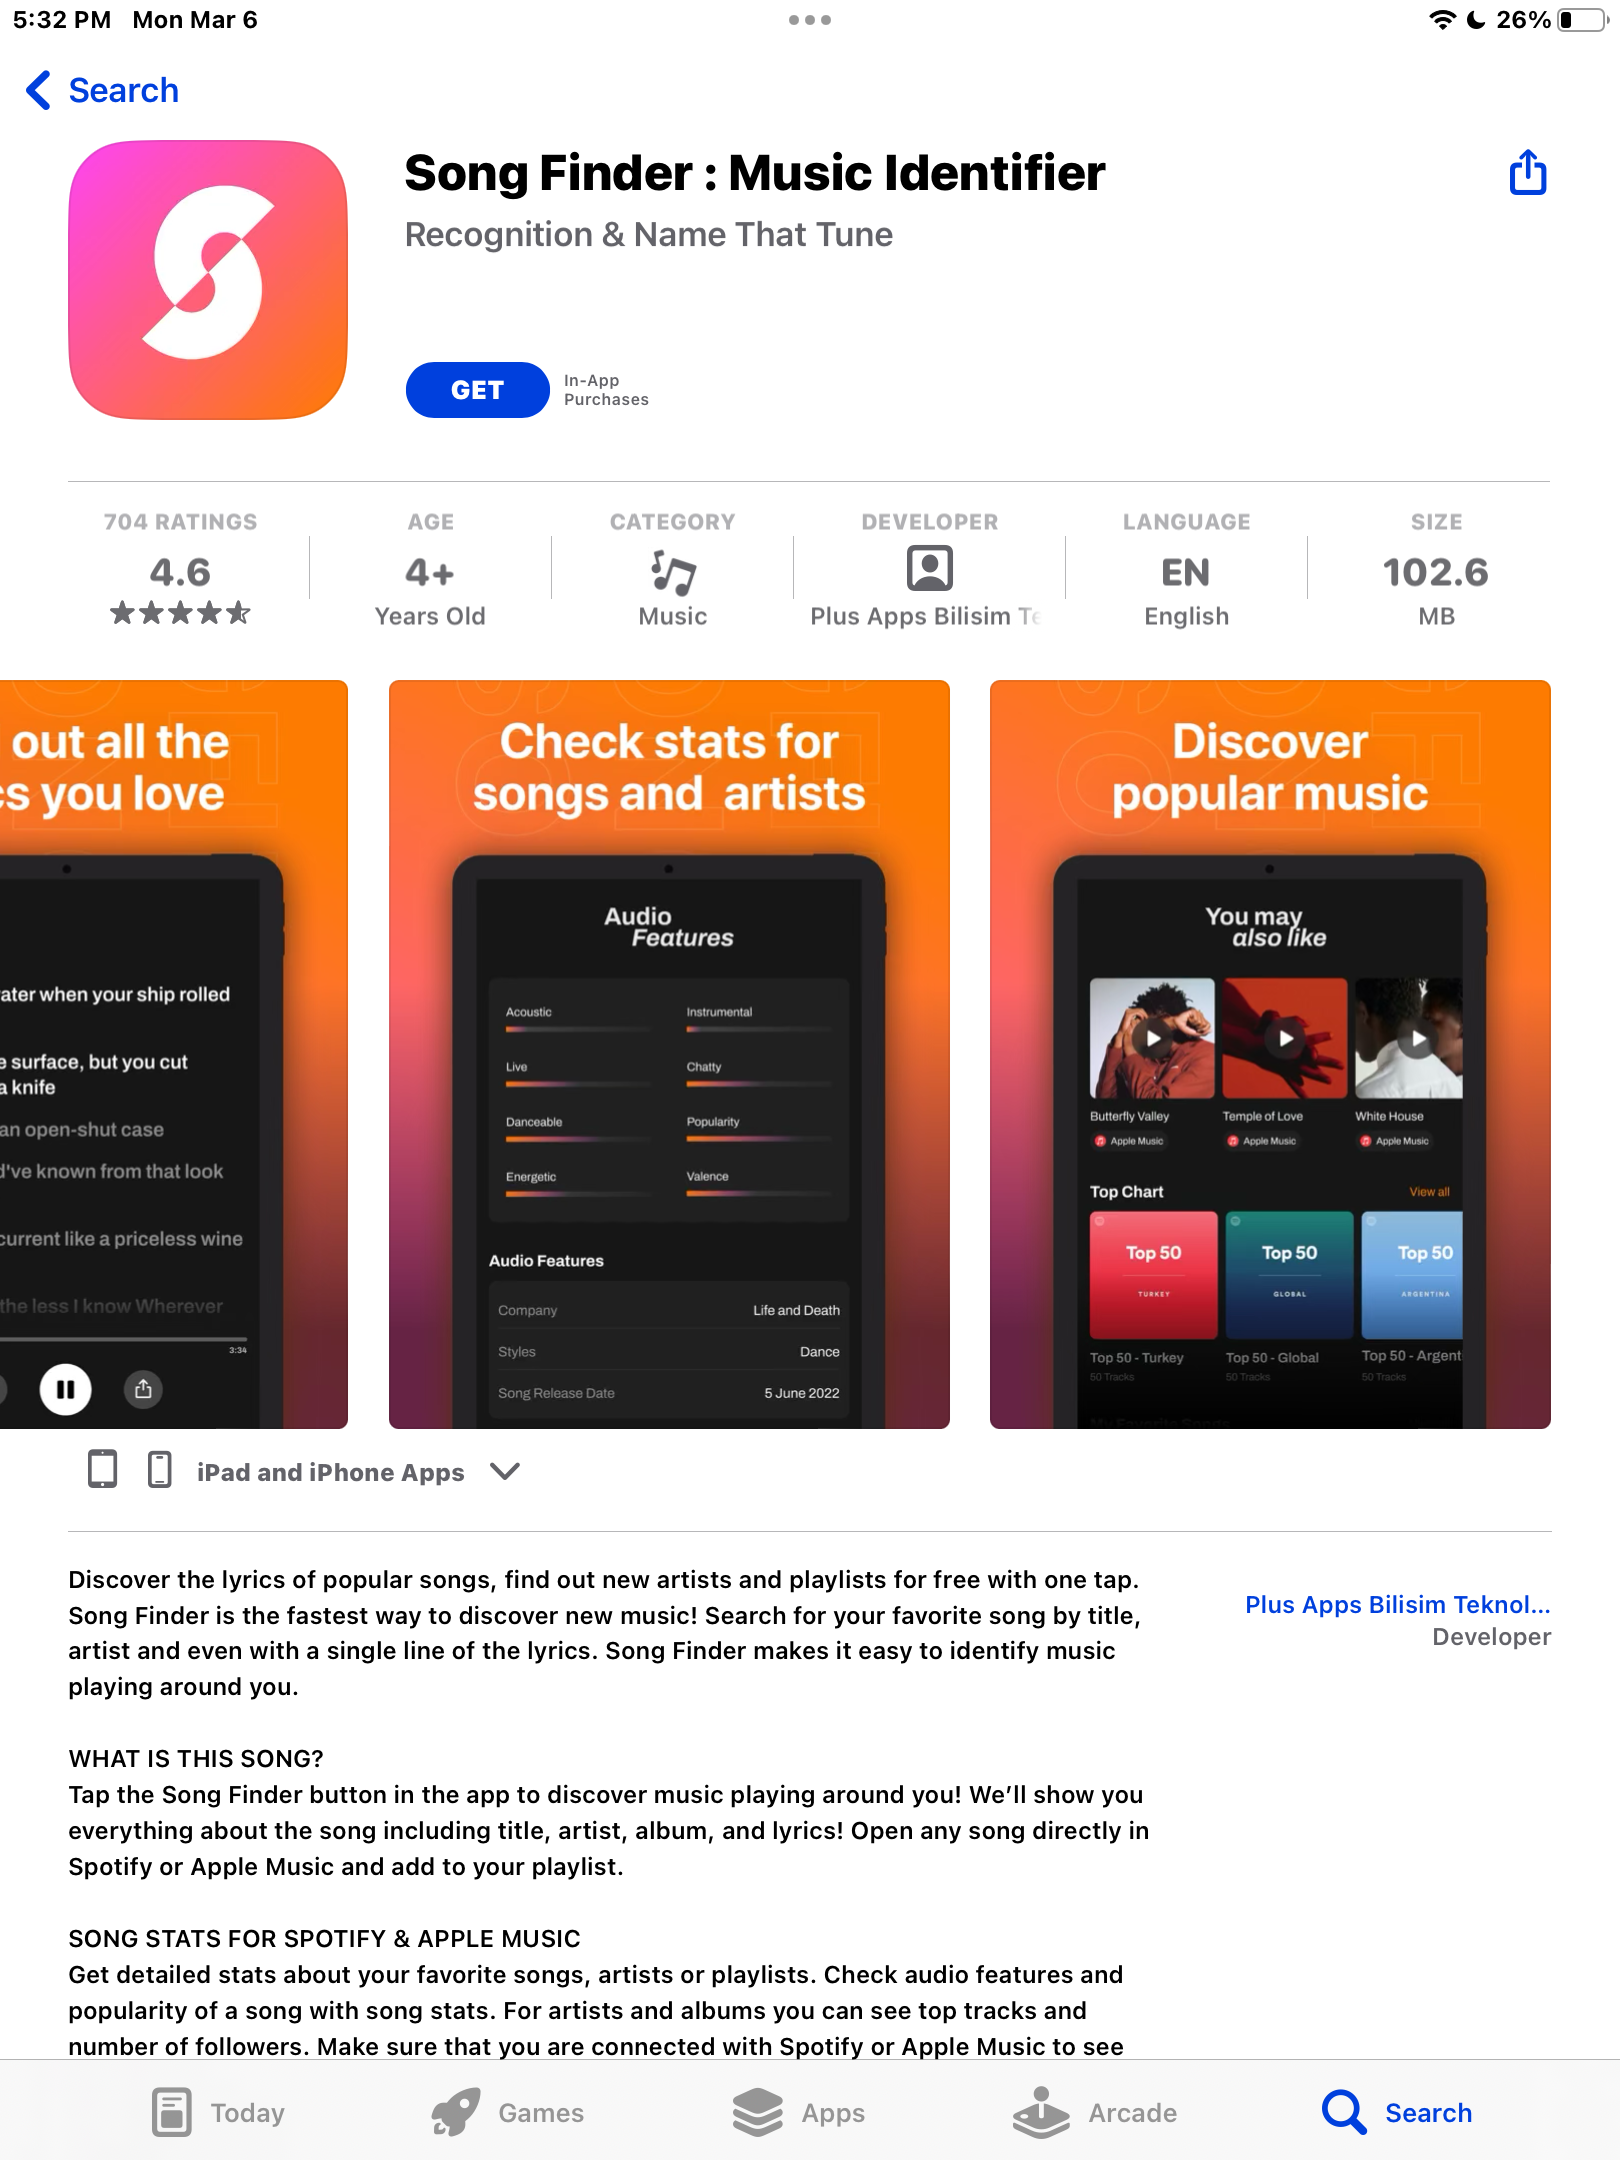 5:32 PM Mon Mar 6
26%
Search
Song Finder : Music Identifier
Recognition & Name That Tune
GET
In-App
Purchases
704 RATINGS
4.6
AGE
4+
Years Old
CATEGORY
Music
DEVELOPER
Plus Apps Bilisim Te
LANGUAGE
EN
English
SIZE
102.6
MB
out all the
cs you love
ater when your ship rolled
e surface, but you cut
a knife
an open-shut case
d've known from that look
current like a priceless wine
the less I know Wherever
3:34
Check stats for
songs and artists
Audio
Features
Acoustic
Instrumental
Live
Chatty
Danceable
Popularity
Energetic
Valence
Audio Features
Company Life and Death
Styles Dance
Song Release Date 5 June 2022
Discover
popular music
You may
also like
Butterfly Valley
Temple of Love
White House
Apple Music
Apple Music
Apple Music
Top Chart
View all
Top 50
TURKEY
Top 50
GLOBAL
Top 50
ARGENTINA
Top 50 - Turkey
50 Tracks
Top 50 - Global
50 Tracks
Top 50 - Argent
50 Tracks
My Favorite Songs
iPad and iPhone Apps
Discover the lyrics of popular songs, find out new artists and playlists for free with one tap.
Song Finder is the fastest way to discover new music! Search for your favorite song by title,
artist and even with a single line of the lyrics. Song Finder makes it easy to identify music
playing around you.
Plus Apps Bilisim Teknol...
Developer
WHAT IS THIS SONG?
Tap the Song Finder button in the app to discover music playing around you! We’ll show you
everything about the song including title, artist, album, and lyrics! Open any song directly in
Spotify or Apple Music and add to your playlist.
SONG STATS FOR SPOTIFY & APPLE MUSIC
Get detailed stats about your favorite songs, artists or playlists. Check audio features and
popularity of a song with song stats. For artists and albums you can see top tracks and
number of followers. Make sure that you are connected with Spotify or Apple Music to see
Today
Games
Apps
Arcade
Search